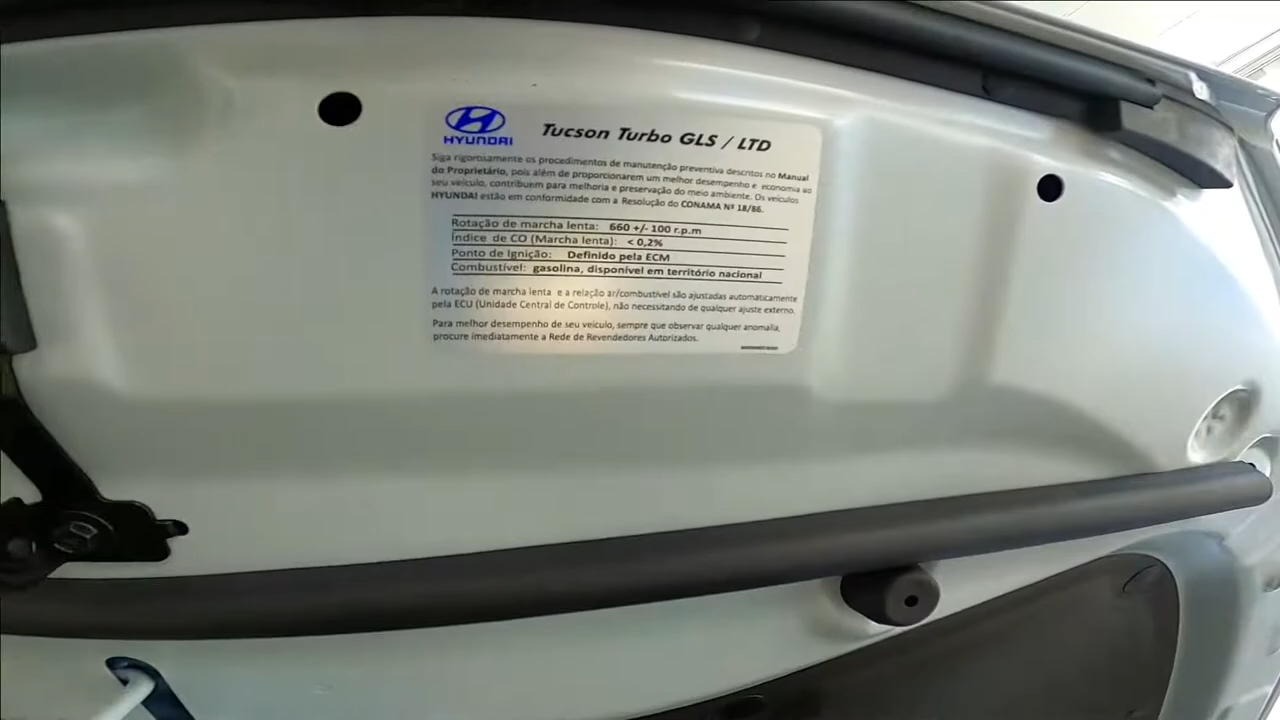 HYUNDAI
Tucson Turbo GLS / LTD
Siga rigorosamente os procedimentos de manutenção preventiva descritos no Manual
do Proprietário, pois além de proporcionarem um melhor desempenho e economia ao
seu veículo, contribuem para melhoria e preservação do meio ambiente. Os veículos
HYUNDAI estão em conformidade com a Resolução do CONAMA Nº 18/86.
Rotação de marcha lenta: 660 +/- 100 r.p.m
Índice de CO (Marcha lenta): < 0,2%
Ponto de Ignição: Definido pela ECM
Combustível: gasolina, disponível em território nacional
A rotação de marcha lenta e a relação ar/combustível são ajustadas automaticamente
pela ECU (Unidade Central de Controle), não necessitando de qualquer ajuste externo.
Para melhor desempenho de seu veículo, sempre que observar qualquer anomalia,
procure imediatamente a Rede de Revendedores Autorizados.